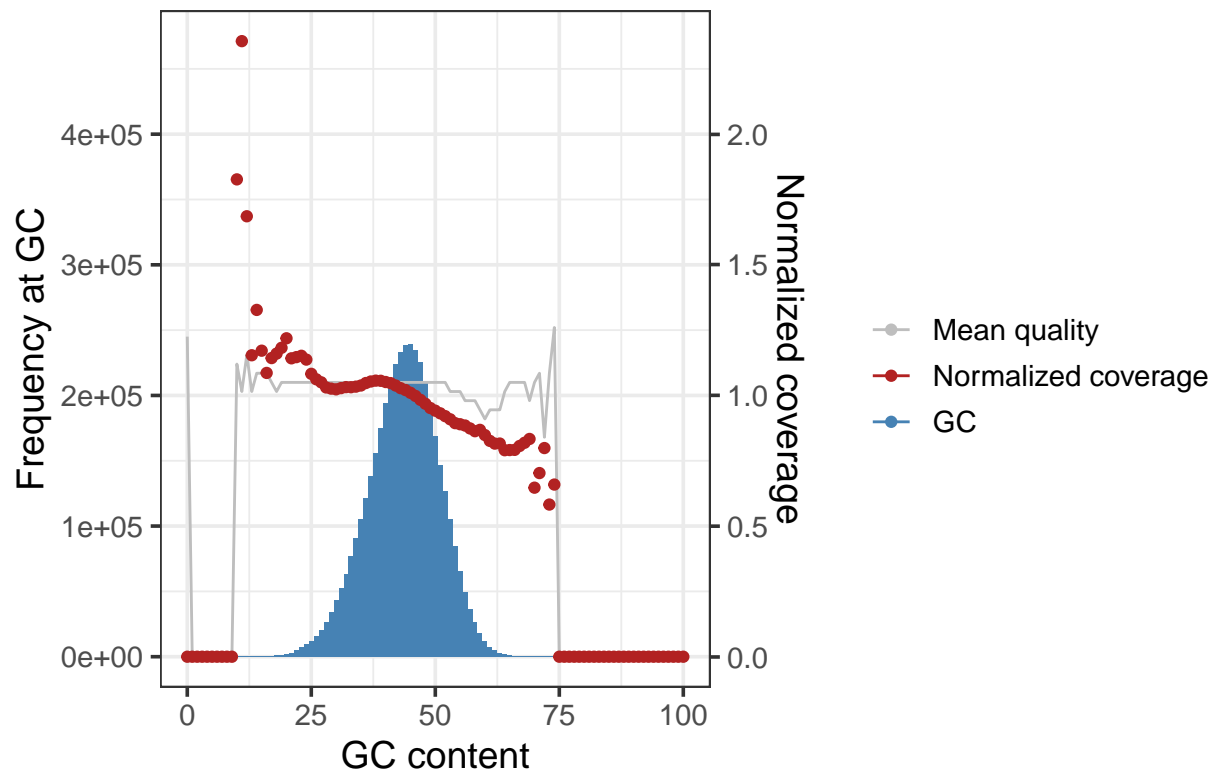 Frequency at GC
4e+05
3e+05
2e+05
1e+05
0e+00
0
25
50
75
100
GC content
2.0
1.5
1.0
0.5
0.0
Normalized coverage
Mean quality
Normalized coverage
GC